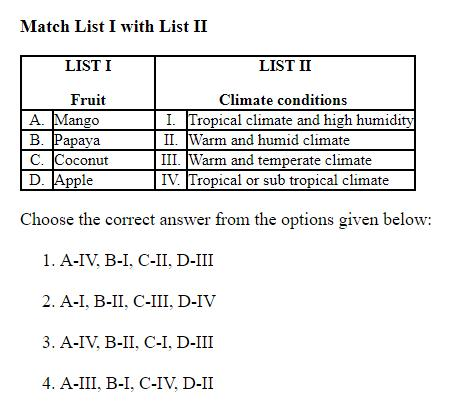 Match List I with List II
LIST I LIST II
Fruit Climate conditions
A. Mango I. Tropical climate and high humidity
B. Papaya II. Warm and humid climate
C. Coconut III. Warm and temperate climate
D. Apple IV. Tropical or sub tropical climate
Choose the correct answer from the options given below:
1. A-IV, B-I, C-II, D-III
2. A-I, B-II, C-III, D-IV
3. A-IV, B-II, C-I, D-III
4. A-III, B-I, C-IV, D-II